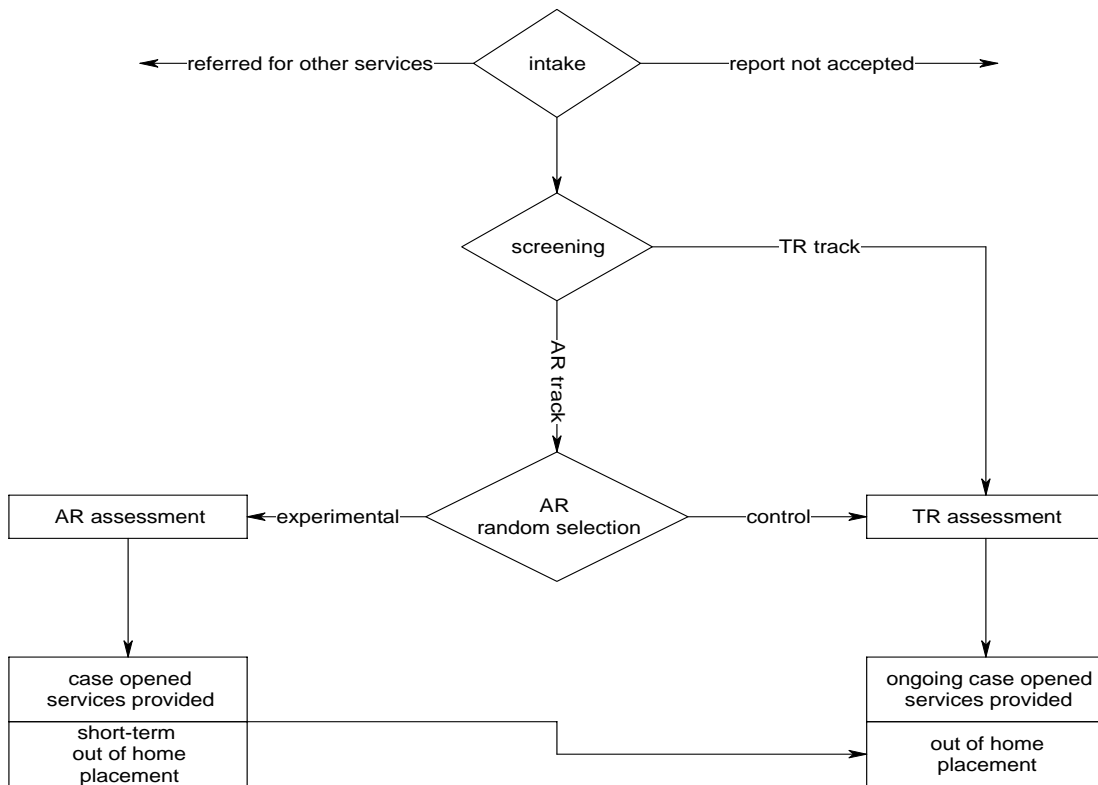 referred for other services
intake
report not accepted
screening
TR track
AR track
AR assessment
experimental
AR
random selection
control
TR assessment
case opened
services provided
short-term
out of home
placement
ongoing case opened
services provided
out of home
placement